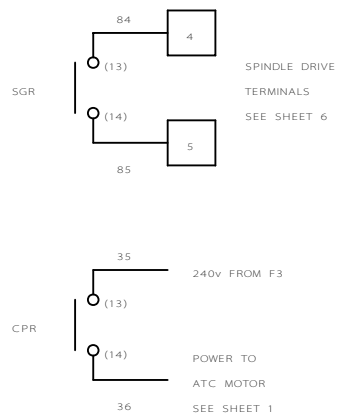 84
4
(13)
SPINDLE DRIVE
SGR
TERMINALS
(14)
SEE SHEET 6
5
85
35
240v FROM F3
(13)
CPR
(14)
POWER TO
ATC MOTOR
36
SEE SHEET 1